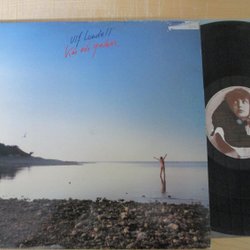 Ulf Lundell
Kär och galen